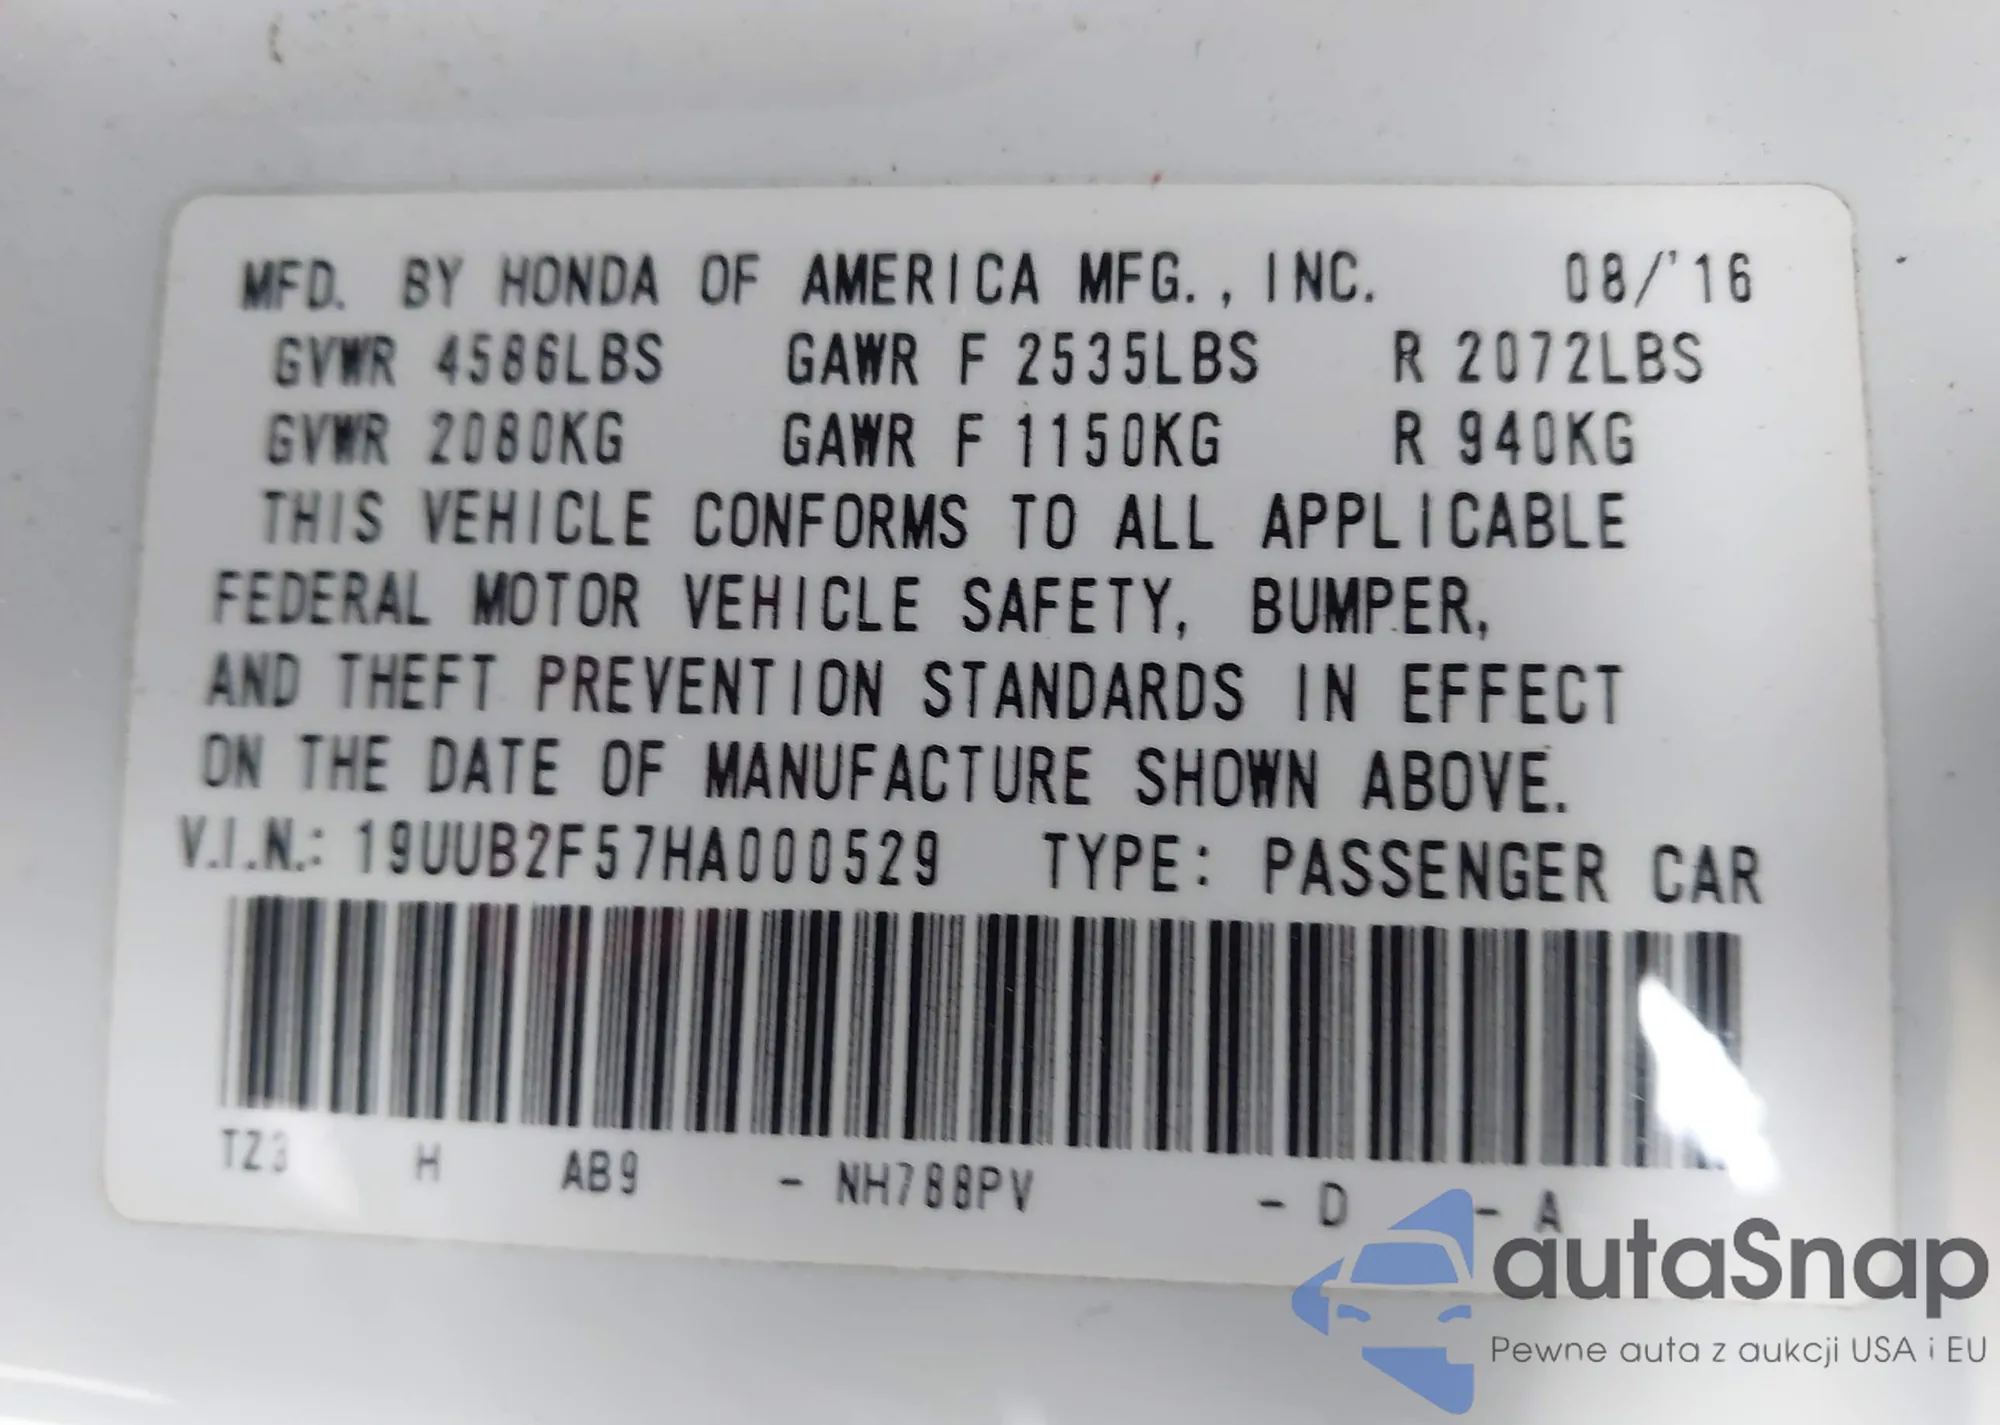 MFD. BY HONDA OF AMERICA MFG., INC. 08/'16
GVWR 4586LBS GAWR F 2535LBS R 2072LBS
GVWR 2080KG GAWR F 1150KG R 940KG
THIS VEHICLE CONFORMS TO ALL APPLICABLE
FEDERAL MOTOR VEHICLE SAFETY, BUMPER,
AND THEFT PREVENTION STANDARDS IN EFFECT
ON THE DATE OF MANUFACTURE SHOWN ABOVE.
V.I.N.: 19UUB2F57HA000529 TYPE: PASSENGER CAR
TZ3 H AB9 - NH788PV - D - A
autaSnap
Pewne auta z aukcji USA i EU